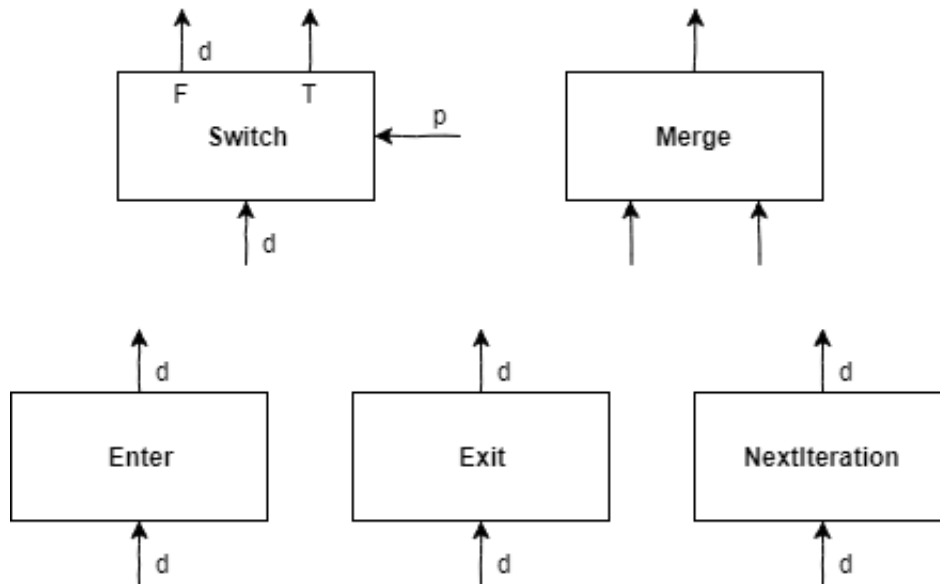 d
F T
p
Switch Merge
d
d d d
Enter Exit NextIteration
d d d